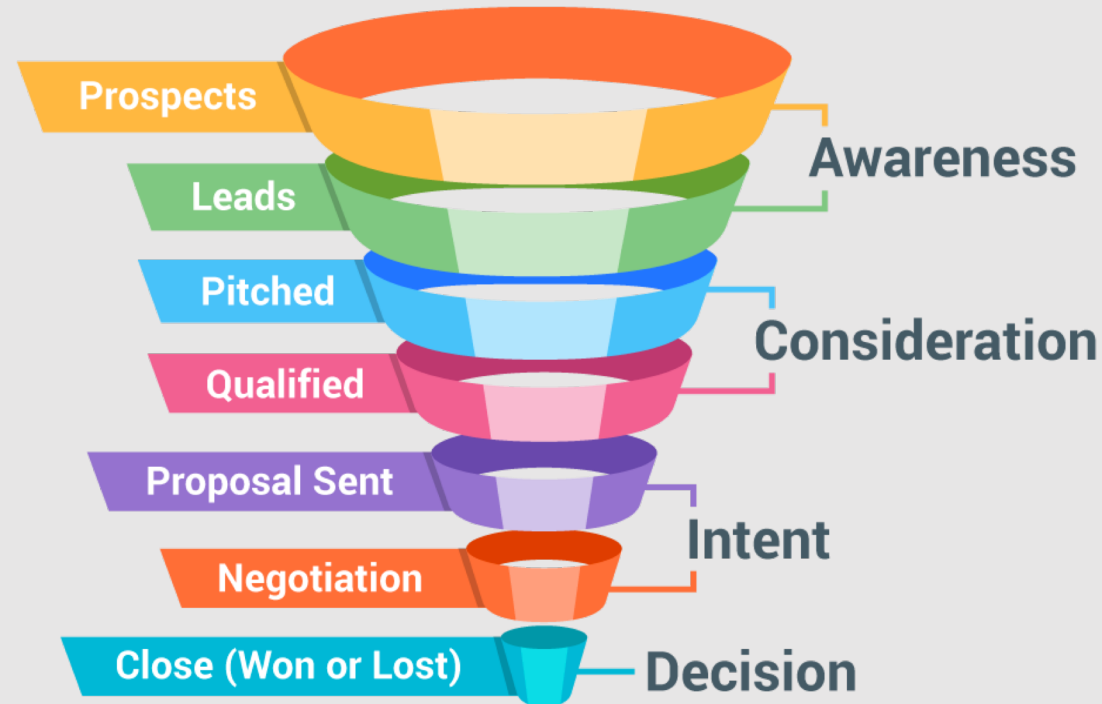 Prospects
Awareness
Leads
Pitched
Consideration
Qualified
Proposal Sent
Intent
Negotiation
Close (Won or Lost)
Decision